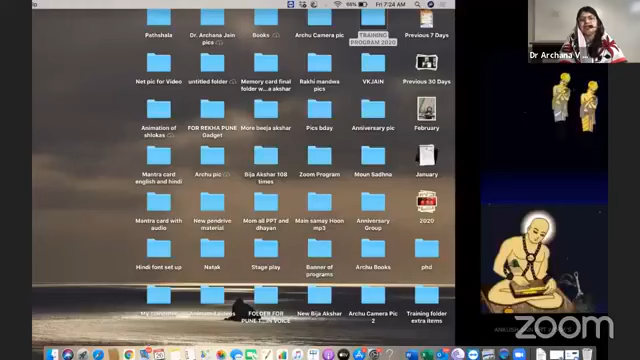 lp
96%
Fri 7:24 AM
Pathshala
Dr. Archana Jain
pics
Books
Archu Camera pic
TRAINING
PROGRAM 2020
Previous 7 Days
Net pic for Video
untitled folder
Memory card final
folder w...a akshar
Rakhi mandwa
pics
VKJAIN
Previous 30 Days
Animation of
shlokas
FOR REKHA PUNE
Gadget
More beeja akshar
Pics bday
Anniversary pic
February
Mantra card
english and hindi
Archu pic
Bija Akshar 108
times
Zoom Program
Moun Sadhna
January
Mantra card with
audio
New pendrive
material
Mom all PPT and
dhayan
Main samay Hoon
mp3
Anniversary
Group
2020
Hindi font set up
Natak
Stage play
Banner of
programs
Archu Books
phd
FOLDER FOR
PUNE I... IN VOICE
New Bija Akshar
Archu Camera Pic
2
Training folder
extra items
Dr Archana V
zoom